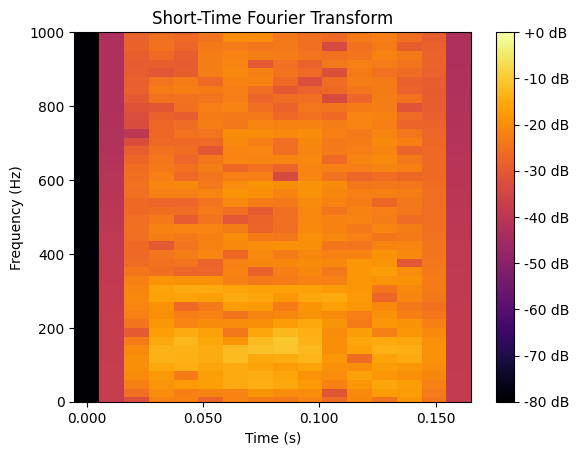 Short-Time Fourier Transform
1000
800
600
400
200
0
Frequency (Hz)
0.000
0.050
0.100
0.150
Time (s)
+0 dB
-10 dB
-20 dB
-30 dB
-40 dB
-50 dB
-60 dB
-70 dB
-80 dB